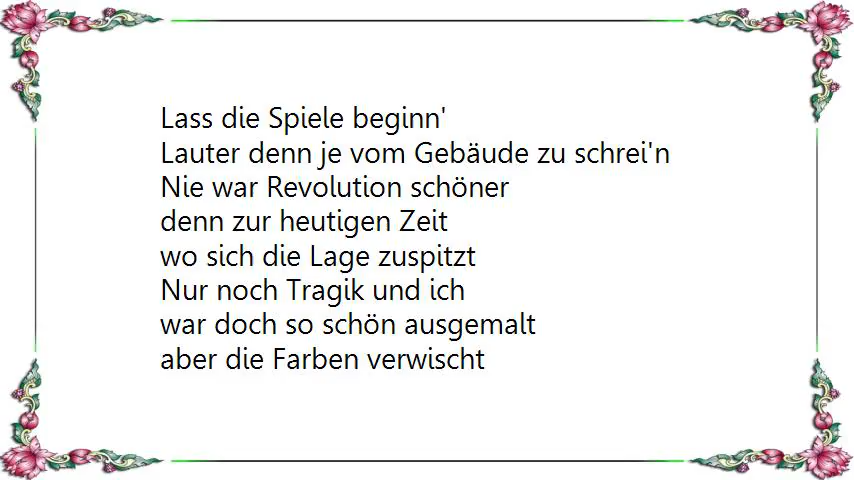 Lass die Spiele beginn'
Lauter denn je vom Gebäude zu schrei'n
Nie war Revolution schöner
denn zur heutigen Zeit
wo sich die Lage zuspitzt
Nur noch Tragik und ich
war doch so schön ausgemalt
aber die Farben verwischt